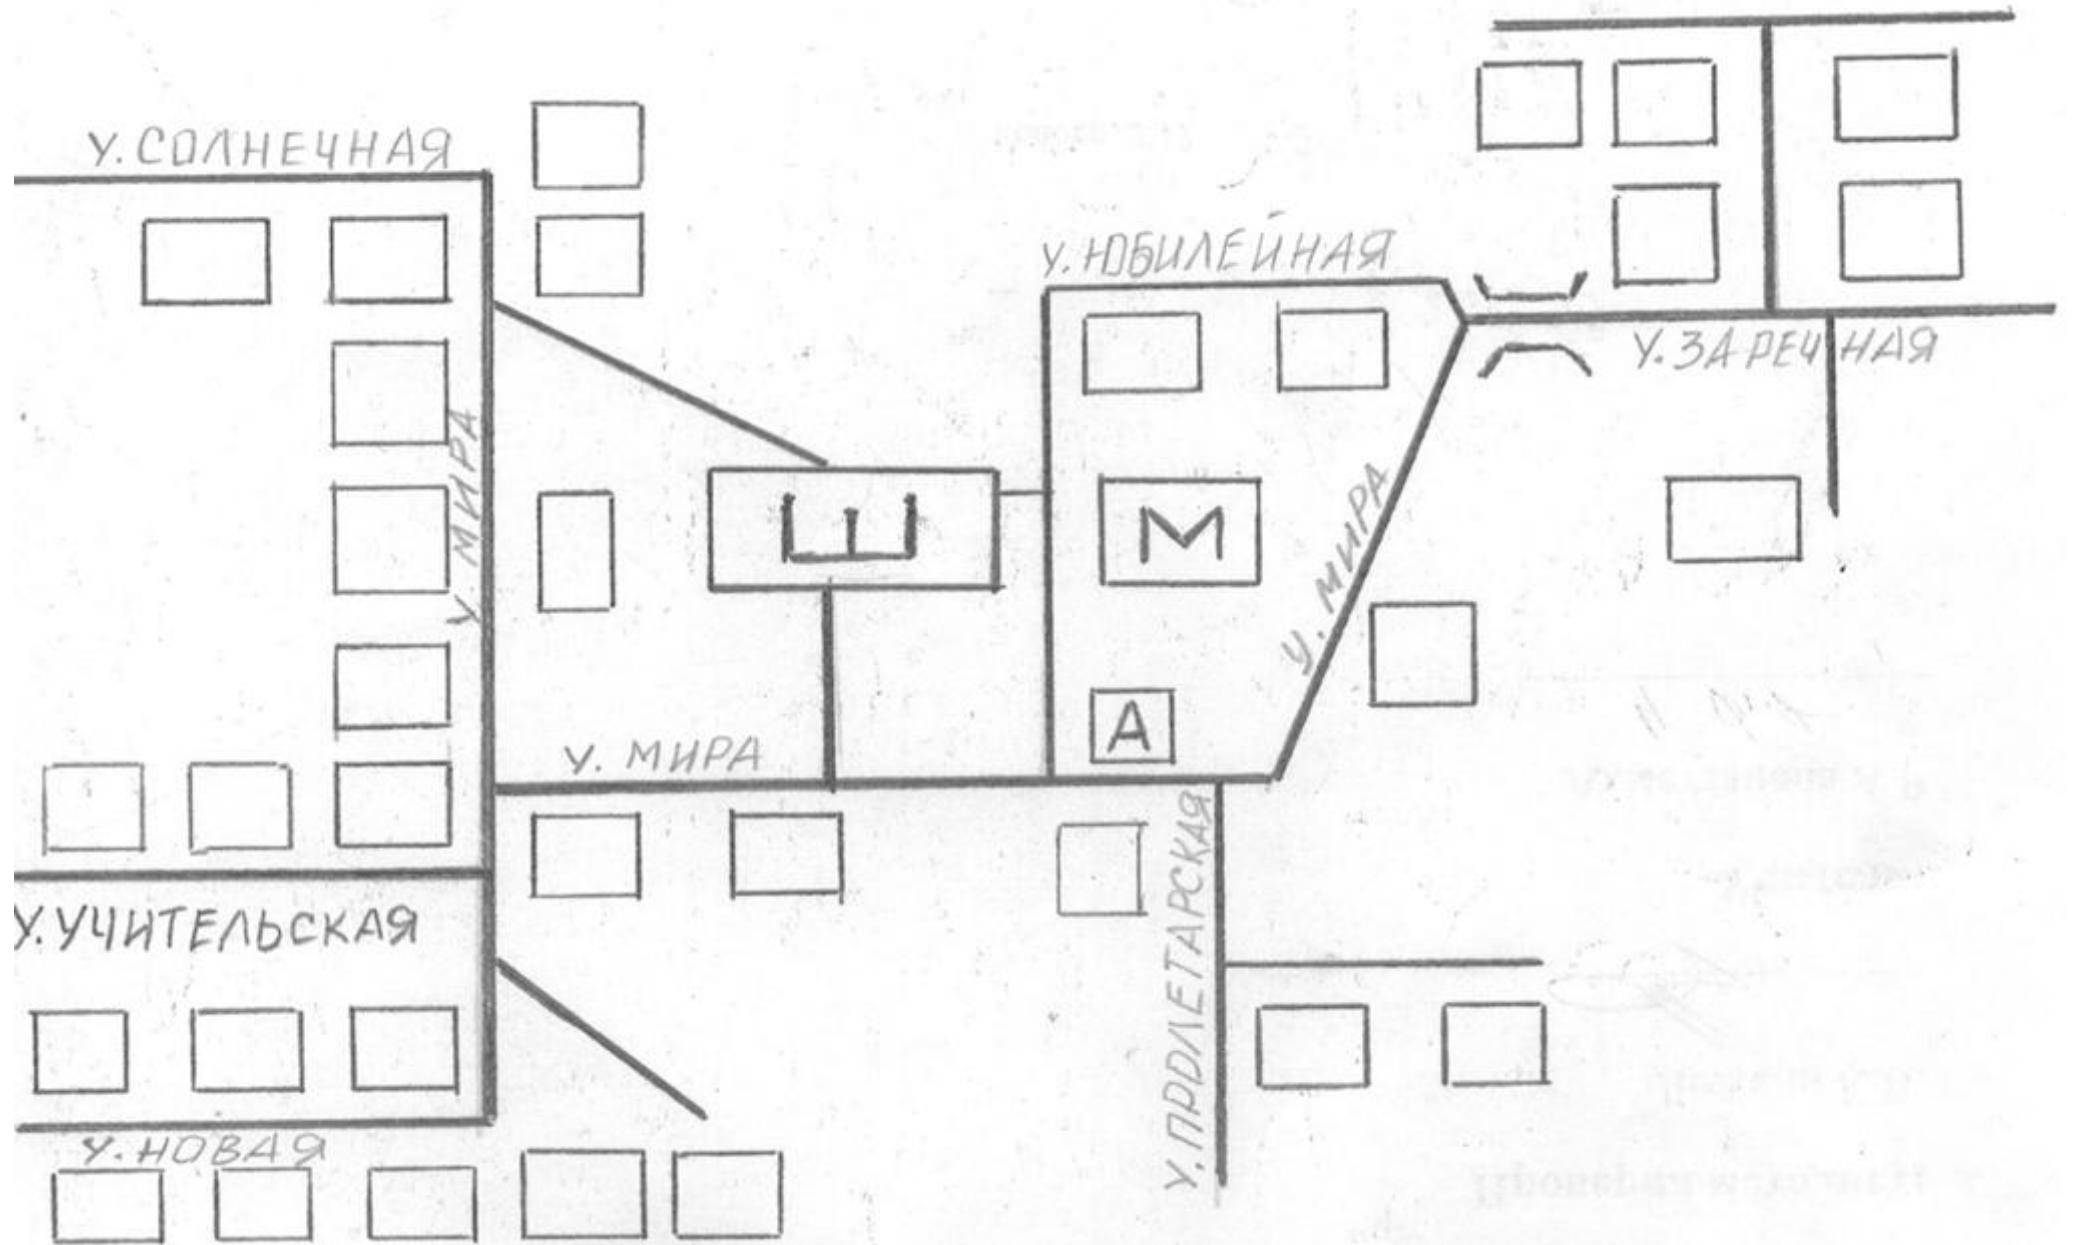 У. СОЛНЕЧНАЯ
У. ЮБИЛЕЙНАЯ
У. ЗАРЕЧНАЯ
У. МИРА
Ш
М
У. МИРА
А
У. МИРА
У. УЧИТЕЛЬСКАЯ
У. ПРОЛЕТАРСКАЯ
У. НОВАЯ